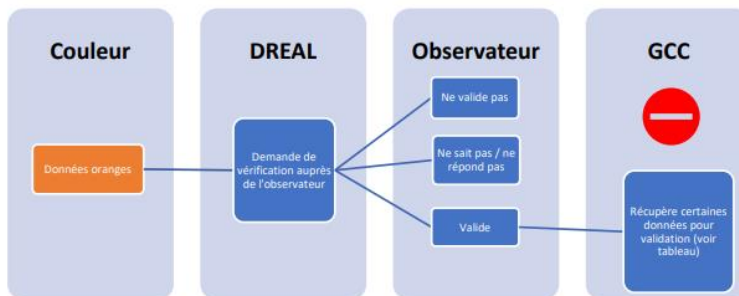 Couleur
DREAL
Observateur
GCC
Ne valide pas
Données oranges
Demande de
vérification auprès
de l'observateur
Ne sait pas / ne
répond pas
Valide
Récupère certaines
données pour
validation (voir
tableau)